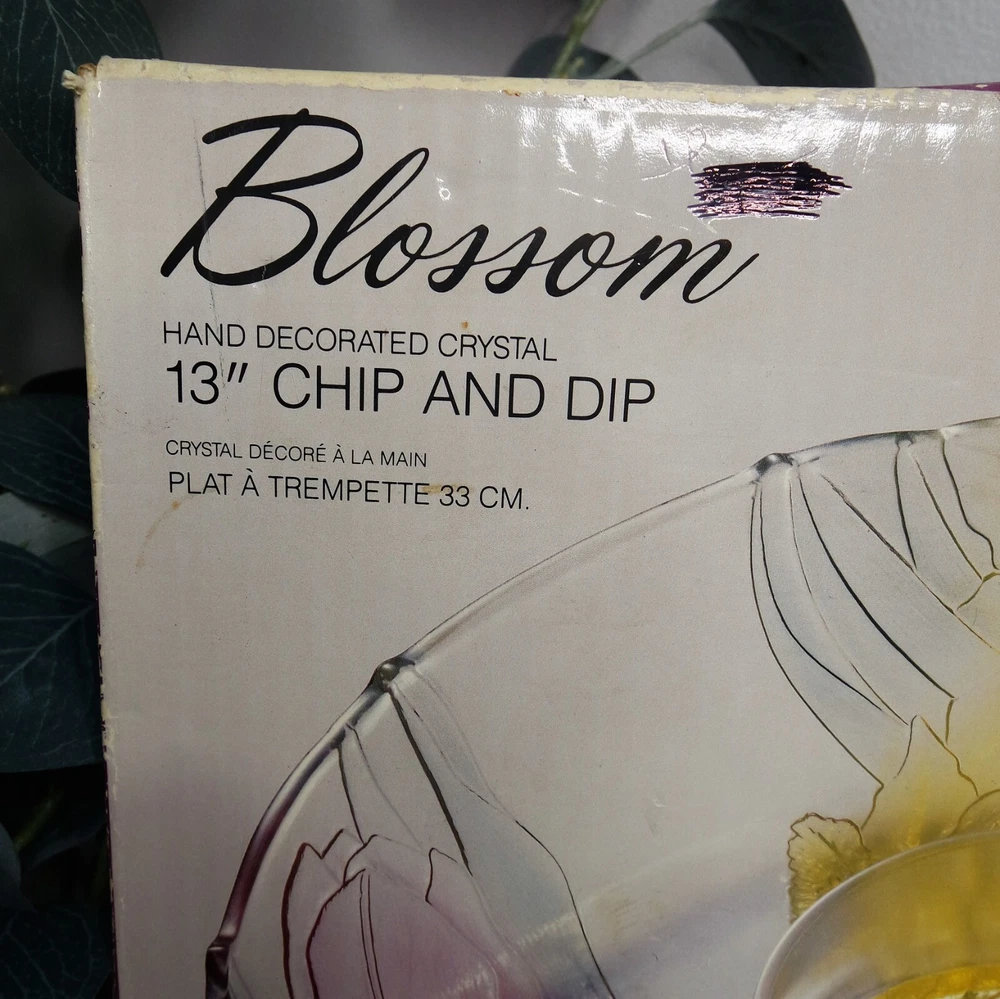 Blossom
HAND DECORATED CRYSTAL
13" CHIP AND DIP
CRYSTAL DÉCORÉ À LA MAIN
PLAT À TREMPETTE 33 CM.